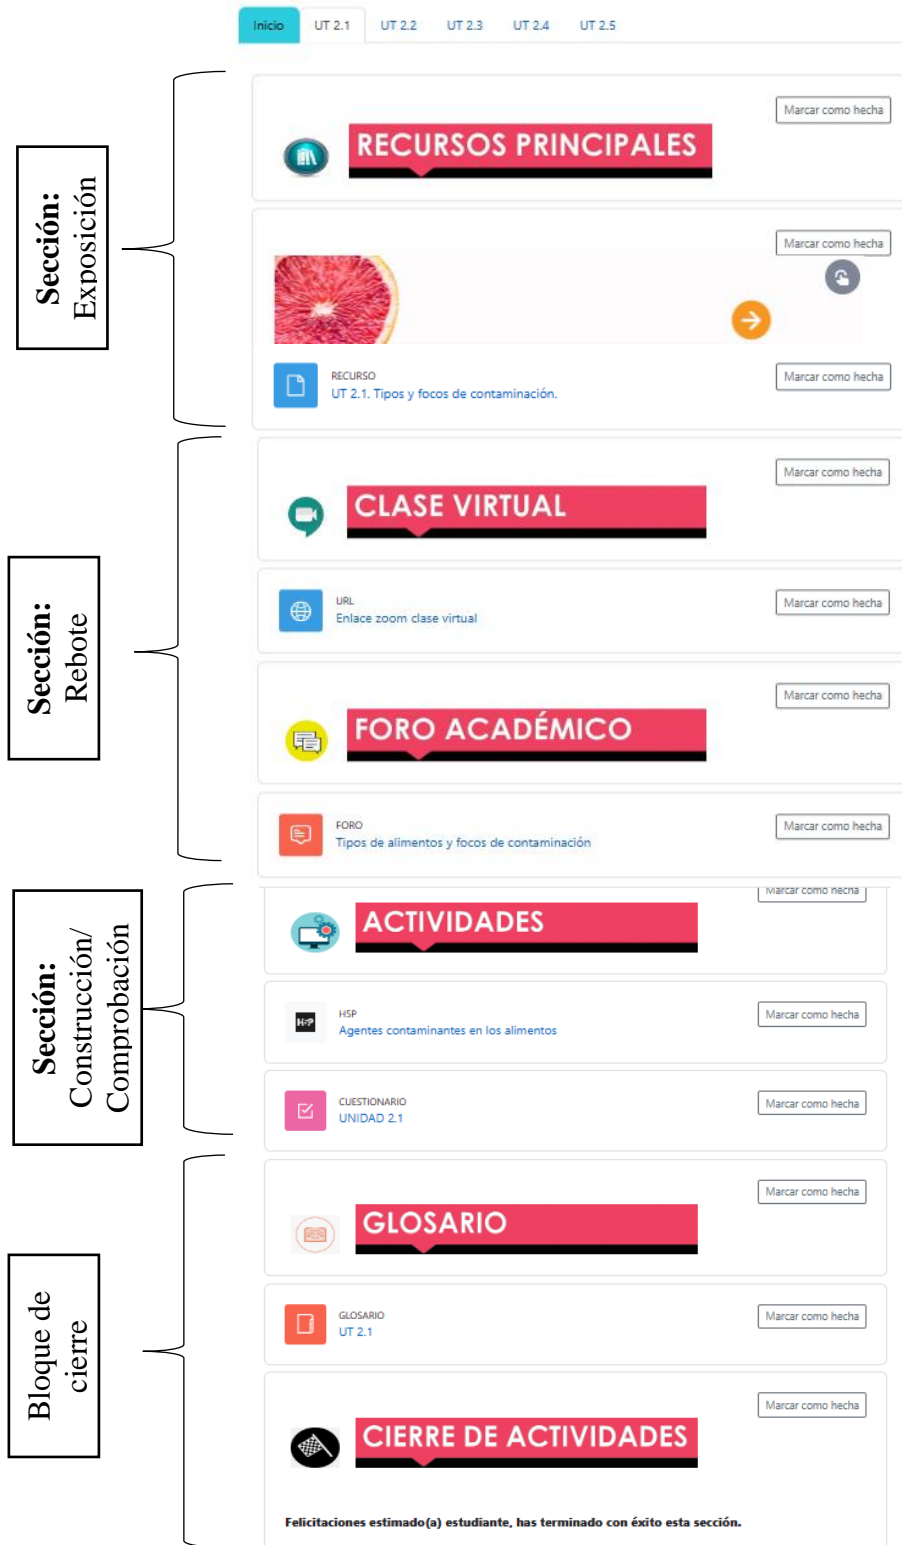 Inicio UT 2.1 UT 2.2 UT 2.3 UT 2.4 UT 2.5
Sección:
Exposición
Marcar como hecha
RECURSOS PRINCIPALES
Marcar como hecha
RECURSO
UT 2.1. Tipos y focos de contaminación.
Marcar como hecha
Sección:
Rebote
Marcar como hecha
CLASE VIRTUAL
URL
Enlace zoom clase virtual
Marcar como hecha
Marcar como hecha
FORO ACADÉMICO
FORO
Tipos de alimentos y focos de contaminación
Marcar como hecha
Sección:
Construcción/
Comprobación
Marcar como hecha
ACTIVIDADES
H5P
H5P
Agentes contaminantes en los alimentos
Marcar como hecha
CUESTIONARIO
UNIDAD 2.1
Marcar como hecha
Bloque de
cierre
Marcar como hecha
GLOSARIO
GLOSARIO
UT 2.1
Marcar como hecha
Marcar como hecha
CIERRE DE ACTIVIDADES
Felicitaciones estimado(a) estudiante, has terminado con éxito esta sección.